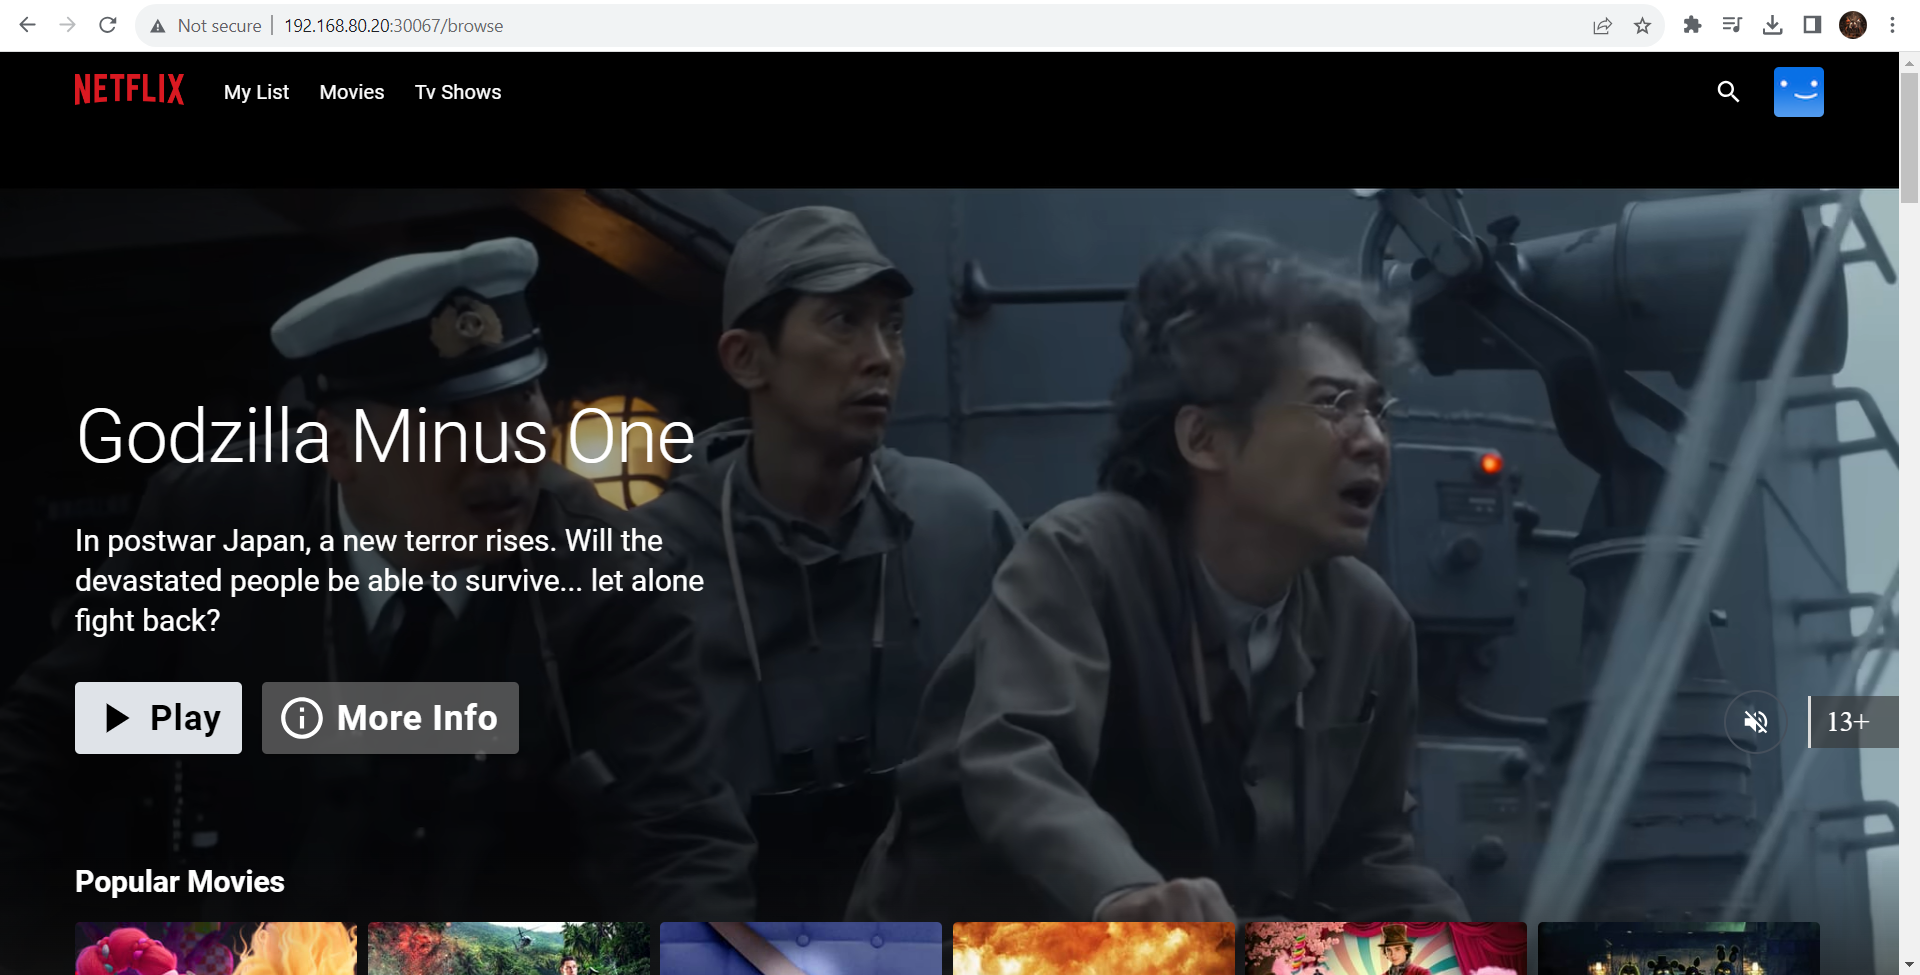 Not secure
192.168.80.20:30067/browse
NETFLIX
My List
Movies
Tv Shows
Godzilla Minus One
In postwar Japan, a new terror rises. Will the
devastated people be able to survive... let alone
fight back?
Play
More Info
13+
Popular Movies